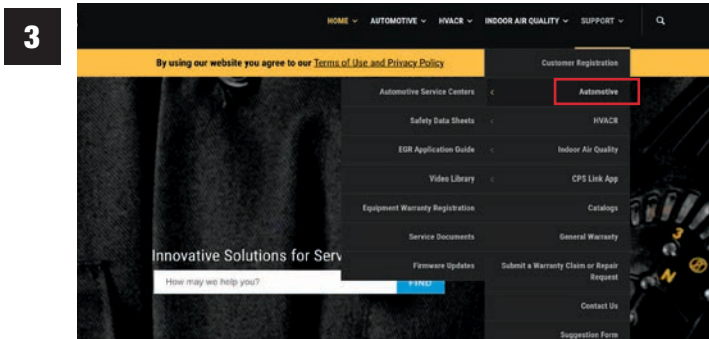 3
HOME AUTOMOTIVE HVACR INDOOR AIR QUALITY SUPPORT
By using our website you agree to our Terms of Use and Privacy Policy
Customer Registration
Automotive Service Centers
Automotive
Safety Data Sheets
HVACR
EGR Application Guide
Indoor Air Quality
Video Library
CPS Link App
Equipment Warranty Registration
Catalogs
Service Documents
General Warranty
Innovative Solutions for Serv
Firmware Updates
Submit a Warranty Claim or Repair
Request
How may we help you?
FIND
Contact Us
Suggestion Form
3
N